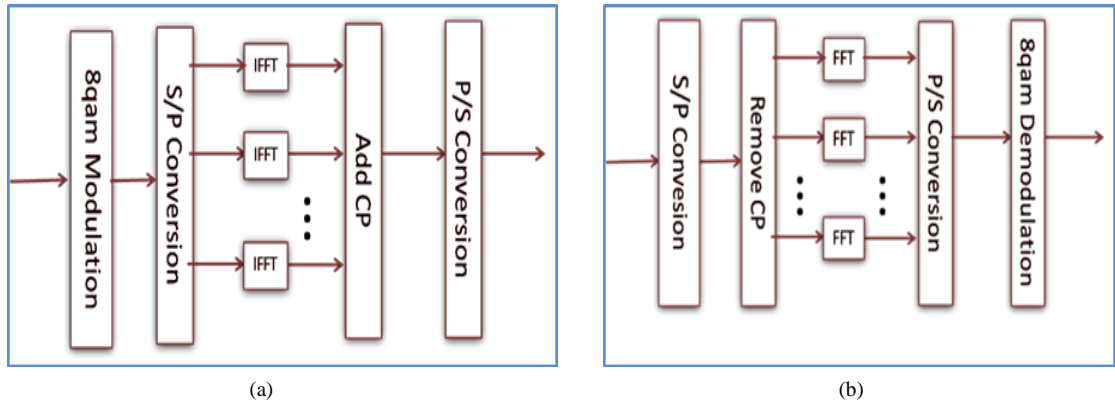 8qam Modulation
S/P Conversion
IFFT
IFFT
IFFT
Add CP
P/S Conversion
(a)
S/P Convesion
Remove CP
FFT
FFT
FFT
P/S Conversion
8qam Demodulation
(b)